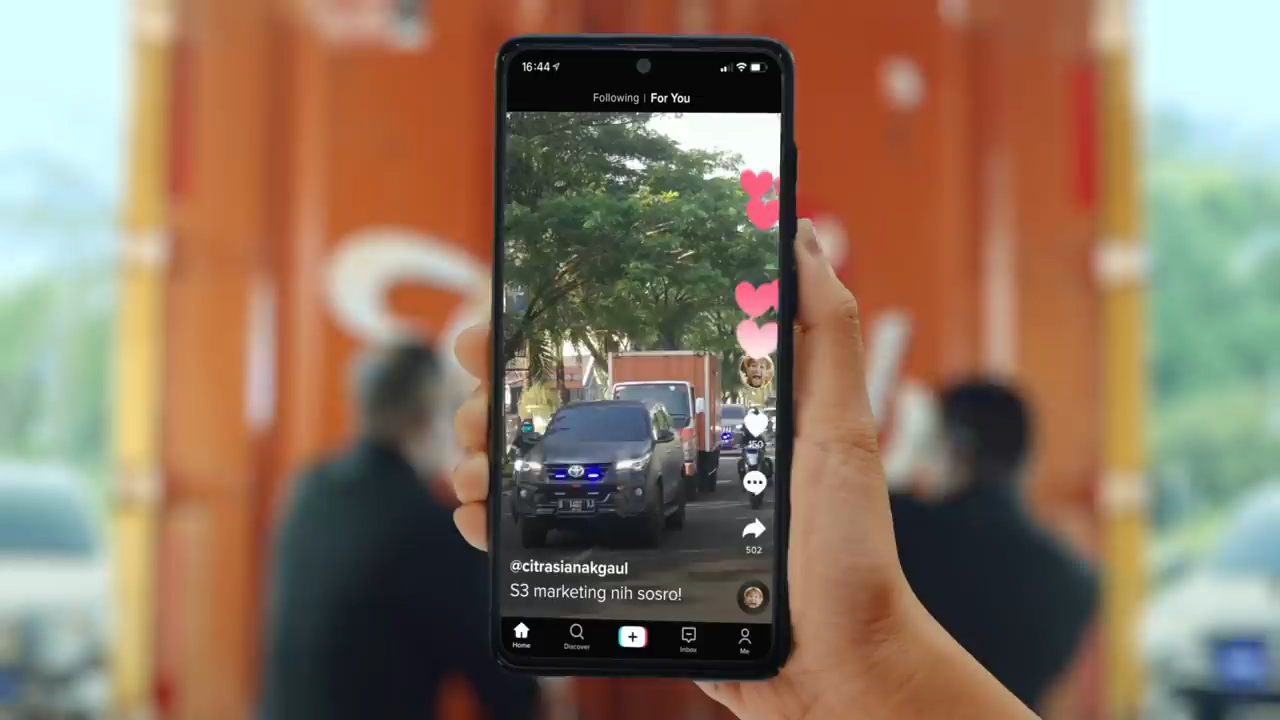 16:44
Following | For You
150
502
@citrasianakgaul
S3 marketing nih sosro!
Home
Discover
Inbox
Me